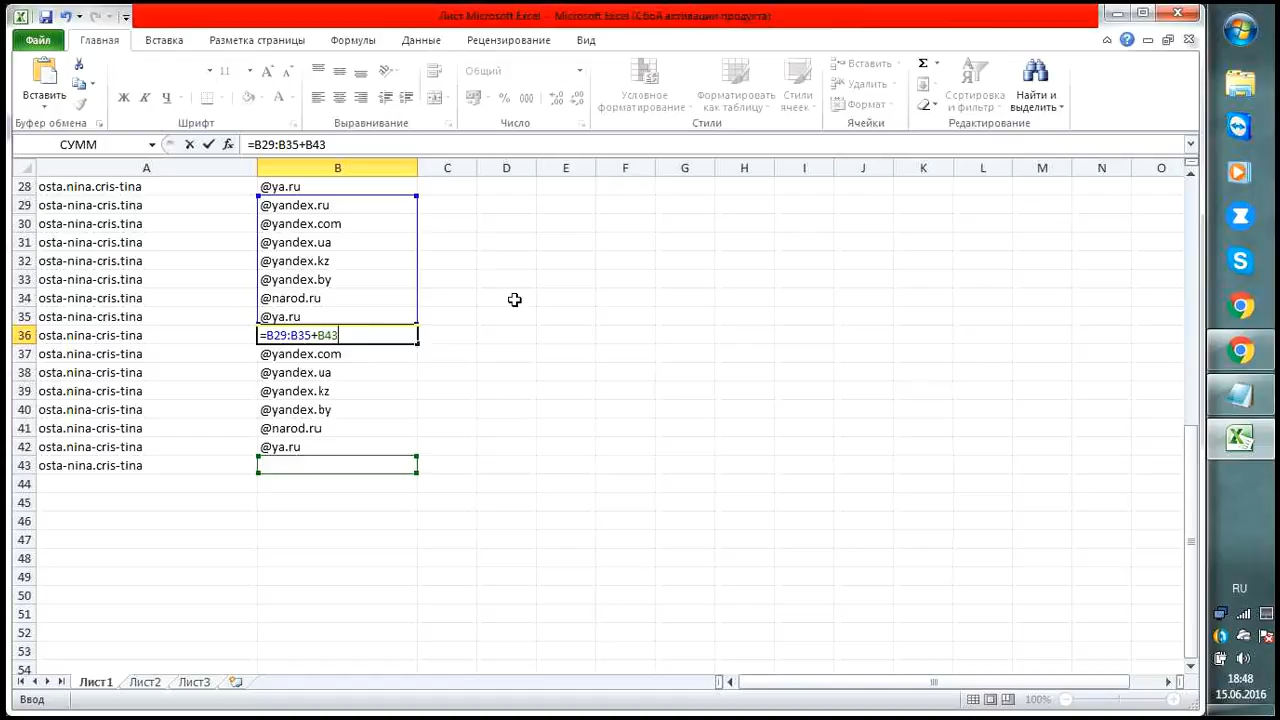 Лист Microsoft Excel - Microsoft Excel (Сбой активации продукта)
Файл Главная Вставка Разметка страницы Формулы Данные Рецензирование Вид
Вставить
Буфер обмена
Ж К Ч 11 А А
Шрифт
Выравнивание
Общий
% 000
Число
Условное форматирование
Форматировать как таблицу
Стили ячеек
Стили
Вставить
Удалить
Формат
Ячейки
Σ
Сортировка и фильтр
Найти и выделить
Редактирование
СУММ fx =B29:B35+B43
A B C D E F G H I J K L M N O
28 osta.nina.cris-tina @ya.ru
29 osta-nina-cris.tina @yandex.ru
30 osta-nina-cris.tina @yandex.com
31 osta-nina-cris.tina @yandex.ua
32 osta-nina-cris.tina @yandex.kz
33 osta-nina-cris.tina @yandex.by
34 osta-nina-cris.tina @narod.ru
35 osta-nina-cris.tina @ya.ru
36 osta.nina-cris-tina =B29:B35+B43
37 osta.nina-cris-tina @yandex.com
38 osta.nina-cris-tina @yandex.ua
39 osta.nina-cris-tina @yandex.kz
40 osta.nina-cris-tina @yandex.by
41 osta.nina-cris-tina @narod.ru
42 osta.nina-cris-tina @ya.ru
43 osta-nina.cris-tina
44
45
46
47
48
49
50
51
52
53
54
Лист1 Лист2 Лист3
Ввод 100%
RU
18:48
15.06.2016